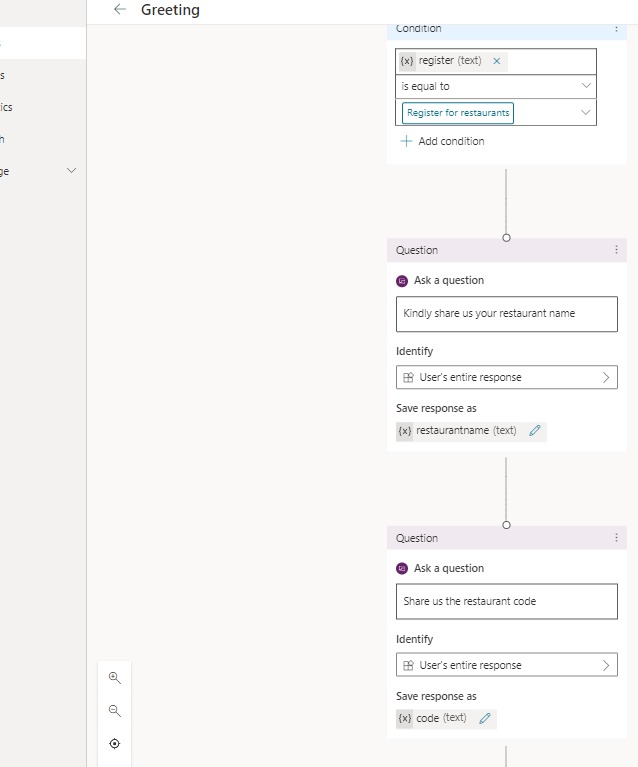 Greeting
Condition
{x} register (text)
is equal to
Register for restaurants
Add condition
Question
Ask a question
Kindly share us your restaurant name
Identify
User's entire response
Save response as
{x} restaurantname (text)
Question
Ask a question
Share us the restaurant code
Identify
User's entire response
Save response as
{x} code (text)